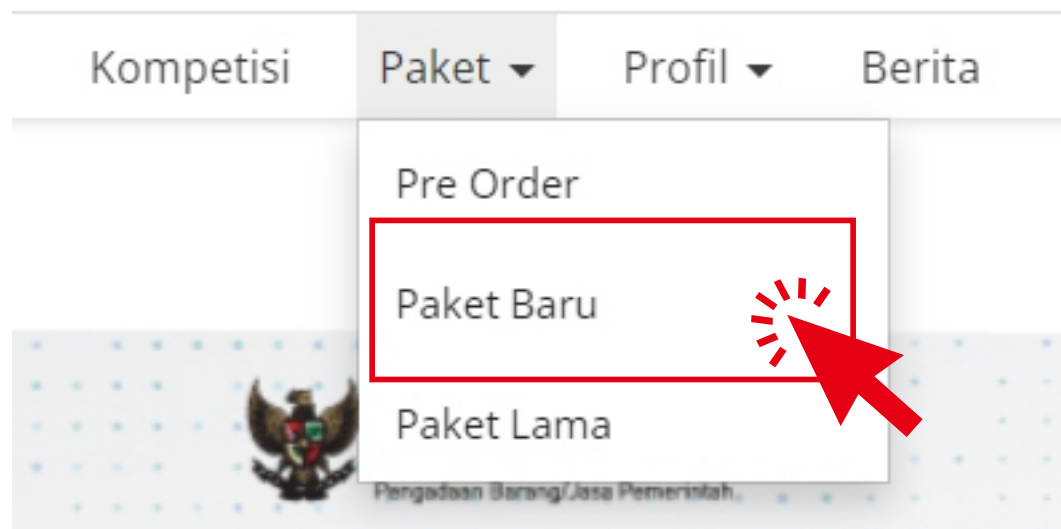 Kompetisi Paket Profil Berita
Pre Order
Paket Baru
Paket Lama
Pengadaan Barang/Jasa Pemerintah